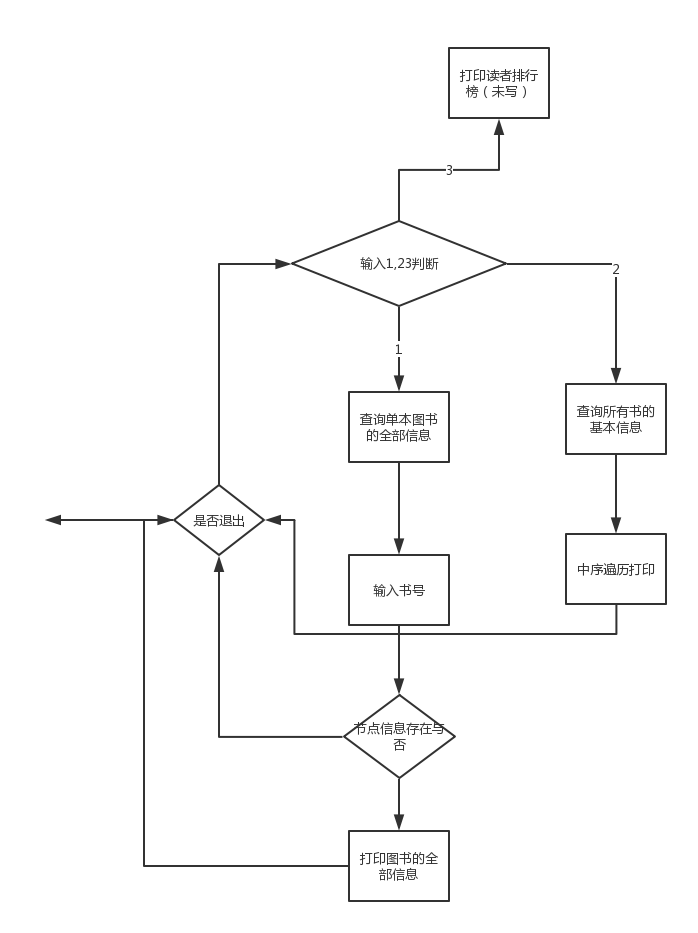 打印读者排行
榜（未写）
3
输入1,23判断
2
1
查询单本图书
的全部信息
查询所有书的
基本信息
是否退出
输入书号
中序遍历打印
节点信息存在与
否
打印图书的全
部信息